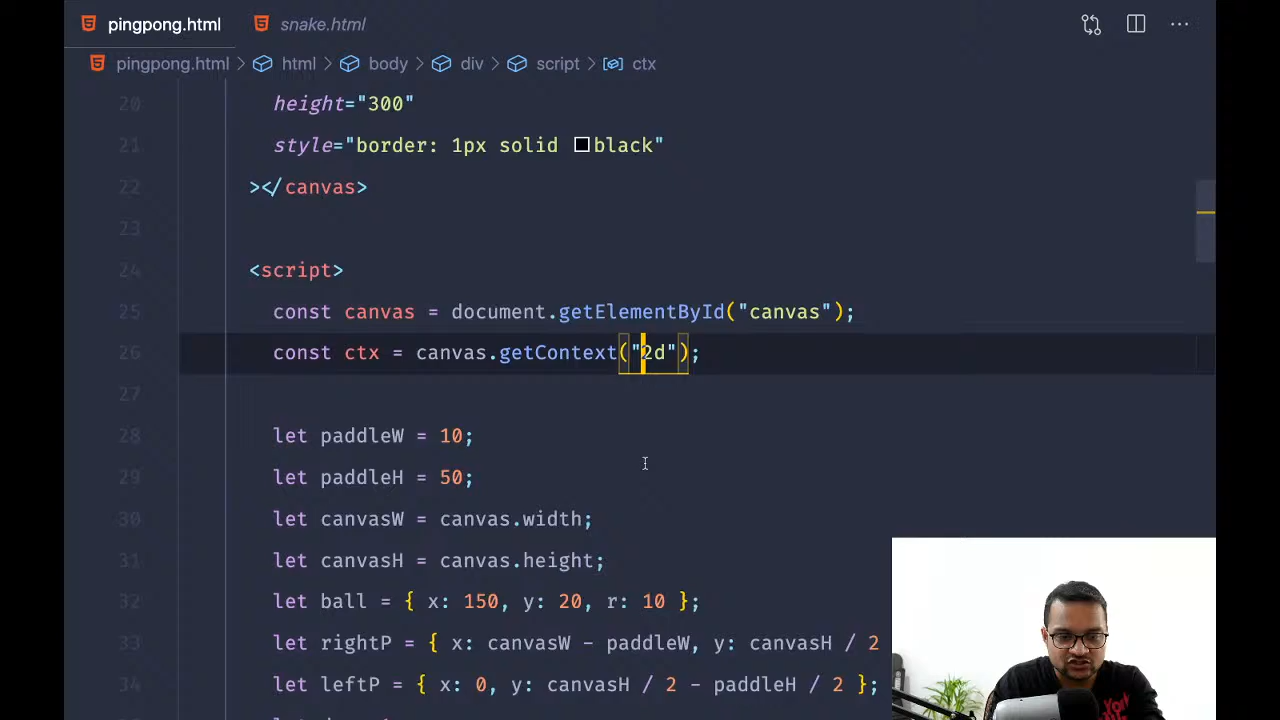 pingpong.html
snake.html
pingpong.html > html > body > div > script > ctx
20 height="300"
21 style="border: 1px solid black"
22 ></canvas>
23
24 <script>
25 const canvas = document.getElementById("canvas");
26 const ctx = canvas.getContext("2d");
27
28 let paddleW = 10;
29 let paddleH = 50;
30 let canvasW = canvas.width;
31 let canvasH = canvas.height;
32 let ball = { x: 150, y: 20, r: 10 };
33 let rightP = { x: canvasW - paddleW, y: canvasH / 2
34 let leftP = { x: 0, y: canvasH / 2 - paddleH / 2 };